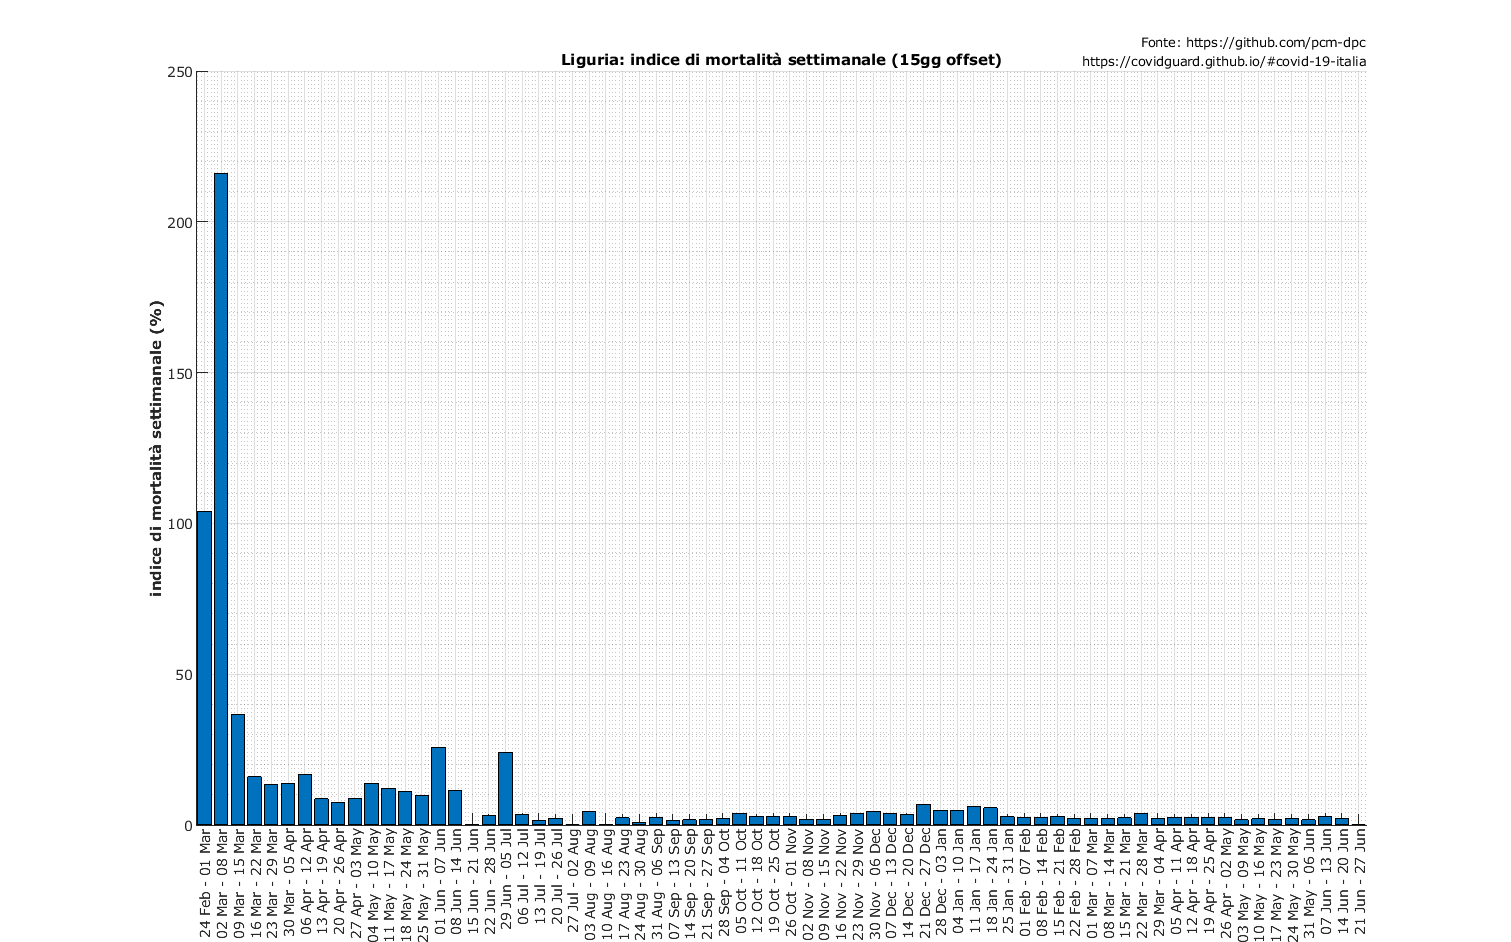 Fonte: https://github.com/pcm-dpc
Liguria: indice di mortalità settimanale (15gg offset)
https://covidguard.github.io/#covid-19-italia
indice di mortalità settimanale (%)
250
200
150
100
50
0
24 Feb - 01 Mar
02 Mar - 08 Mar
09 Mar - 15 Mar
16 Mar - 22 Mar
23 Mar - 29 Mar
30 Mar - 05 Apr
06 Apr - 12 Apr
13 Apr - 19 Apr
20 Apr - 26 Apr
27 Apr - 03 May
04 May - 10 May
11 May - 17 May
18 May - 24 May
25 May - 31 May
01 Jun - 07 Jun
08 Jun - 14 Jun
15 Jun - 21 Jun
22 Jun - 28 Jun
29 Jun - 05 Jul
06 Jul - 12 Jul
13 Jul - 19 Jul
20 Jul - 26 Jul
27 Jul - 02 Aug
03 Aug - 09 Aug
10 Aug - 16 Aug
17 Aug - 23 Aug
24 Aug - 30 Aug
31 Aug - 06 Sep
07 Sep - 13 Sep
14 Sep - 20 Sep
21 Sep - 27 Sep
28 Sep - 04 Oct
05 Oct - 11 Oct
12 Oct - 18 Oct
19 Oct - 25 Oct
26 Oct - 01 Nov
02 Nov - 08 Nov
09 Nov - 15 Nov
16 Nov - 22 Nov
23 Nov - 29 Nov
30 Nov - 06 Dec
07 Dec - 13 Dec
14 Dec - 20 Dec
21 Dec - 27 Dec
28 Dec - 03 Jan
04 Jan - 10 Jan
11 Jan - 17 Jan
18 Jan - 24 Jan
25 Jan - 31 Jan
01 Feb - 07 Feb
08 Feb - 14 Feb
15 Feb - 21 Feb
22 Feb - 28 Feb
01 Mar - 07 Mar
08 Mar - 14 Mar
15 Mar - 21 Mar
22 Mar - 28 Mar
29 Mar - 04 Apr
05 Apr - 11 Apr
12 Apr - 18 Apr
19 Apr - 25 Apr
26 Apr - 02 May
03 May - 09 May
10 May - 16 May
17 May - 23 May
24 May - 30 May
31 May - 06 Jun
07 Jun - 13 Jun
14 Jun - 20 Jun
21 Jun - 27 Jun